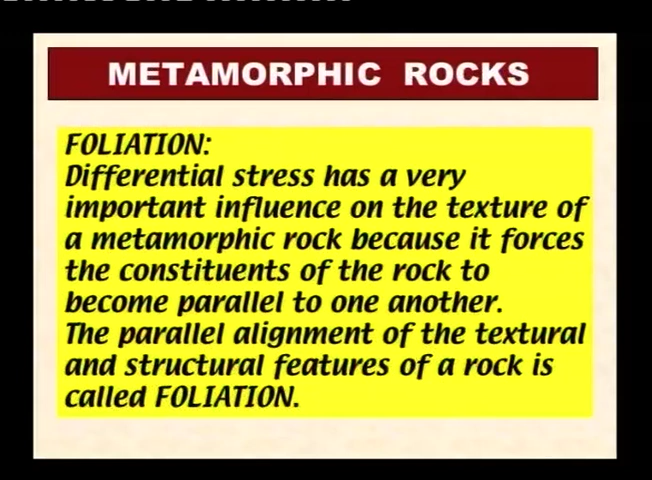 METAMORPHIC ROCKS
FOLIATION:
Differential stress has a very
important influence on the texture of
a metamorphic rock because it forces
the constituents of the rock to
become parallel to one another.
The parallel alignment of the textural
and structural features of a rock is
called FOLIATION.